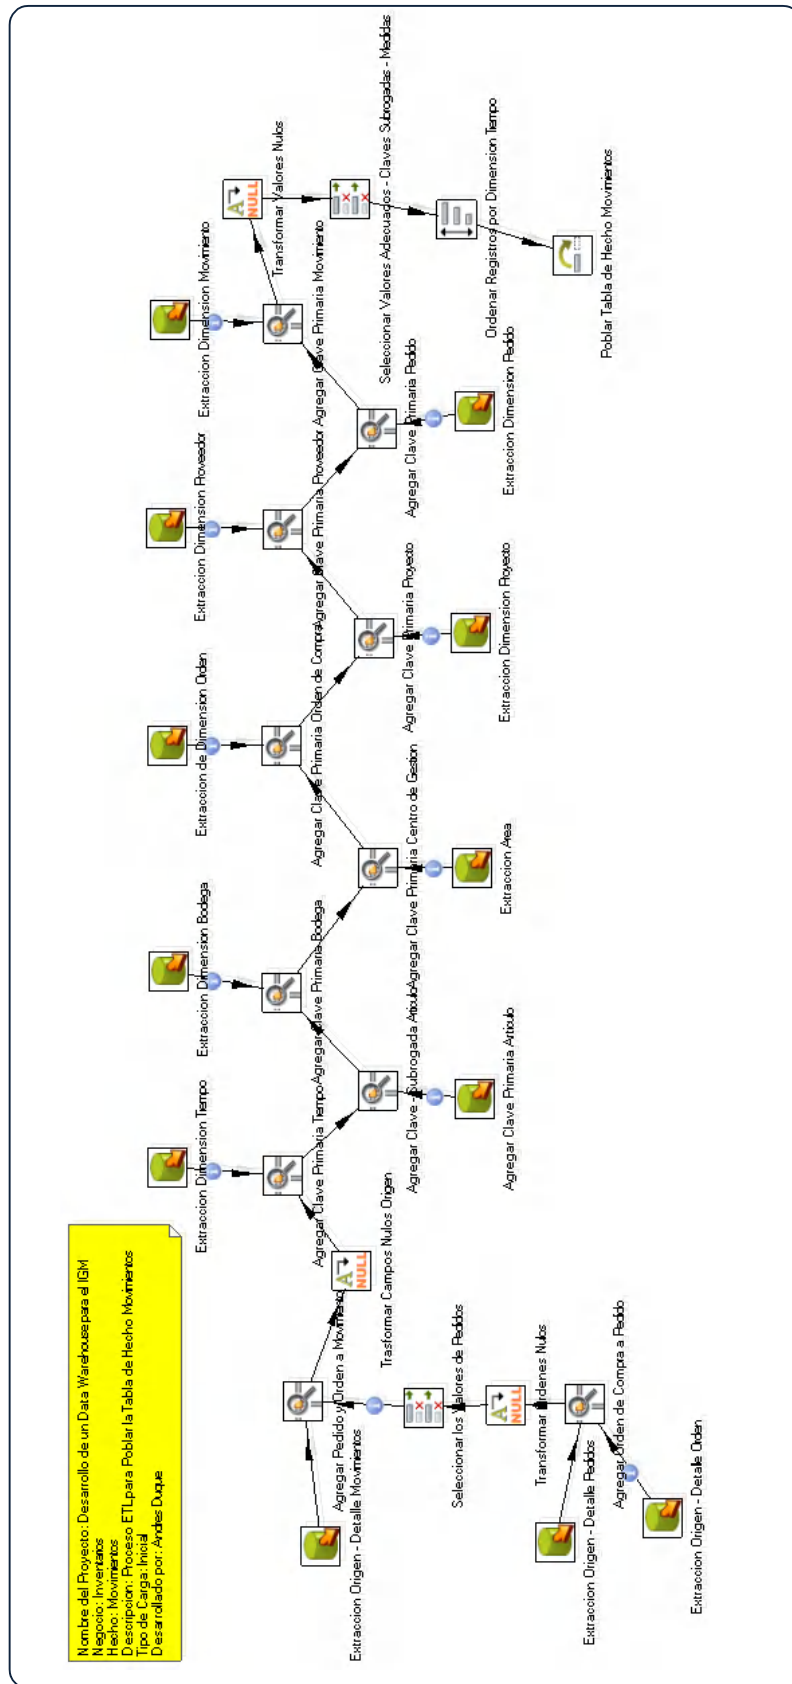 Nombre del Proyecto: Desarrollo de un Data Warehouse para el IGM
Negocio: Inventarios
Hecho: Movimientos
Descripcion: Proceso ETL para Poblar la Tabla de Hecho Movimientos
Tipo de Carga: Inicial
Desarrollado por: Andres Duque
Extraccion Dimension Tiempo
Extraccion Dimension Bodega
Extraccion de Dimension Orden
Extraccion Dimension Proveedor
Extraccion Dimension Movimiento
Transformar Valores Nulos
Agregar Clave Primaria Tiempo
Agregar Clave Primaria Bodega
Agregar Clave Primaria Orden de Compra
Agregar Clave Primaria Proveedor
Agregar Clave Primaria Movimiento
Seleccionar Valores Adecuados - Claves Subrogadas - Medidas
Agregar Pedido y Orden a Movimiento
Extraccion Origen - Detalle Movimientos
Trasformar Campos Nulos Origen
Agregar Clave - Subrogada Articulo
Agregar Clave Primaria Centro de Gestion
Agregar Clave Primaria Proyecto
Agregar Clave Primaria Pedido
Ordenar Registros por Dimension Tiempo
Seleccionar los Valores de Pedidos
Agregar Clave Primaria Articulo
Extraccion Area
Extraccion Dimension Proyecto
Extraccion Dimension Pedido
Poblar Tabla de Hecho Movimientos
Transformar Ordenes Nulos
Agregar Orden de Compra a Pedido
Extraccion Origen - Detalle Pedidos
Extraccion Origen - Detalle Orden
A
NULL
A
NULL
A
NULL